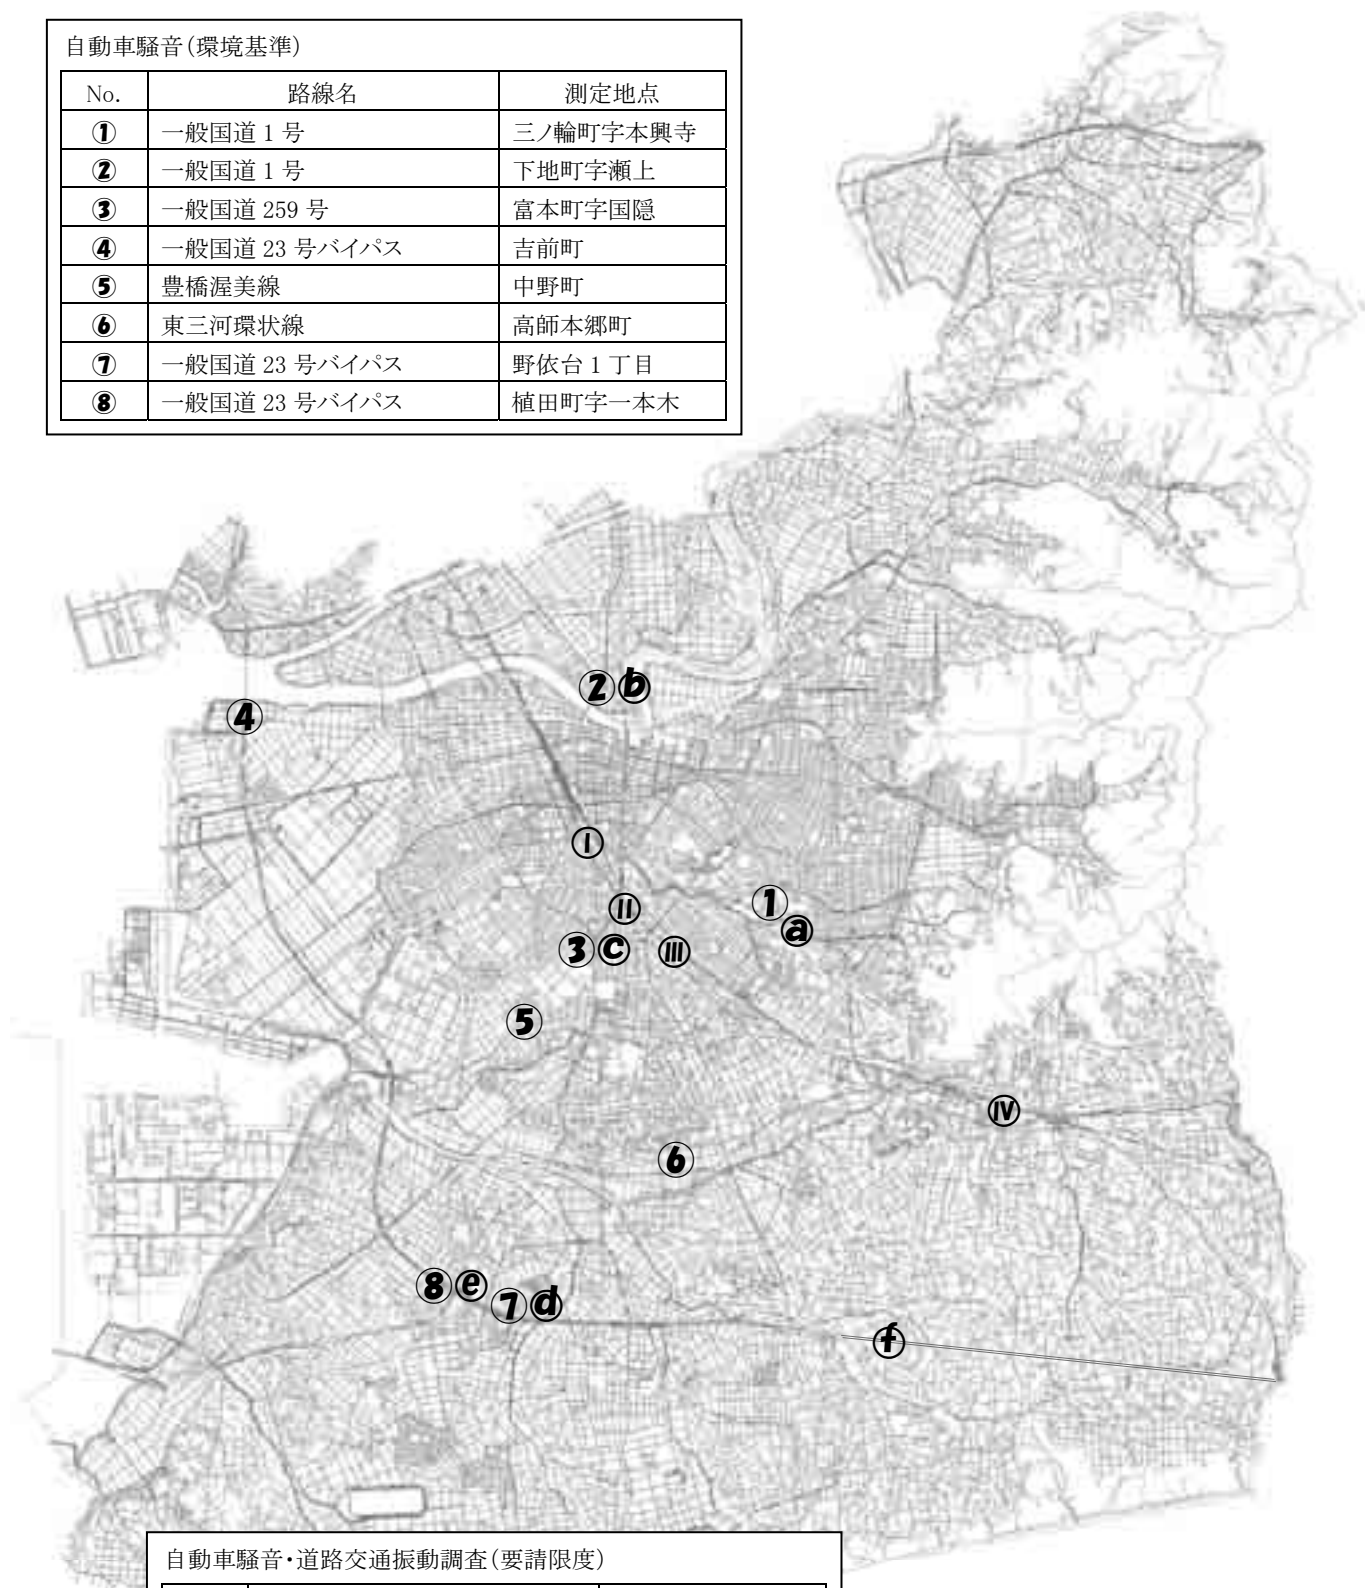 自動車騒音(環境基準)
No. 路線名 測定地点
① 一般国道 1 号 三ノ輪町字本興寺
② 一般国道 1 号 下地町字瀬上
③ 一般国道 259 号 富本町字国隠
④ 一般国道 23 号バイパス 吉前町
⑤ 豊橋渥美線 中野町
⑥ 東三河環状線 高師本郷町
⑦ 一般国道 23 号バイパス 野依台 1 丁目
⑧ 一般国道 23 号バイパス 植田町字一本木
② ⓑ
④
Ⅰ
① 
Ⅱ
ⓐ
③ ⓒ Ⅲ
⑤
Ⅳ
⑥
⑧ ⓔ
⑦ ⓓ
ⓕ
自動車騒音・道路交通振動調査(要請限度)